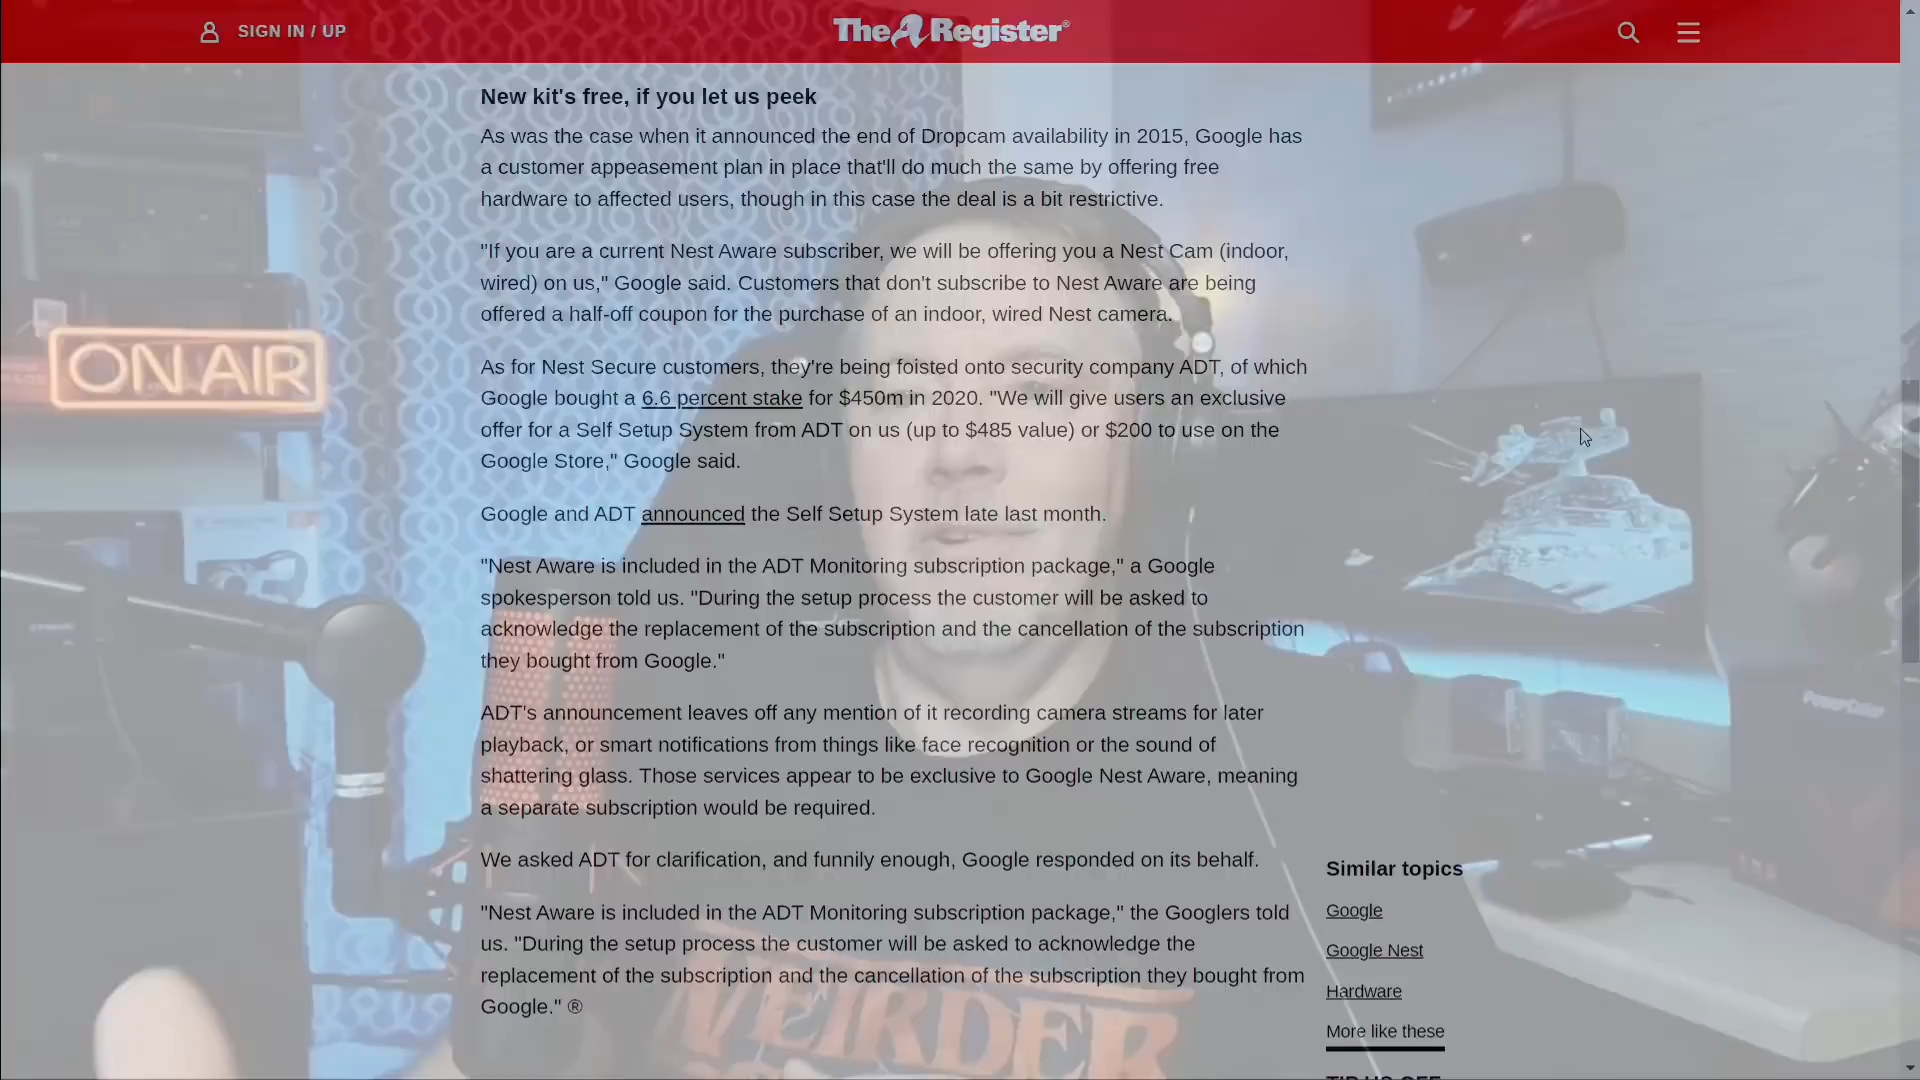 SIGN IN / UP
The Register®
New kit's free, if you let us peek
As was the case when it announced the end of Dropcam availability in 2015, Google has
a customer appeasement plan in place that'll do much the same by offering free
hardware to affected users, though in this case the deal is a bit restrictive.
"If you are a current Nest Aware subscriber, we will be offering you a Nest Cam (indoor,
wired) on us," Google said. Customers that don't subscribe to Nest Aware are being
offered a half-off coupon for the purchase of an indoor, wired Nest camera.
ON AIR
As for Nest Secure customers, they're being foisted onto security company ADT, of which
Google bought a 6.6 percent stake for $450m in 2020. "We will give users an exclusive
offer for a Self Setup System from ADT on us (up to $485 value) or $200 to use on the
Google Store," Google said.
Google and ADT announced the Self Setup System late last month.
"Nest Aware is included in the ADT Monitoring subscription package," a Google
spokesperson told us. "During the setup process the customer will be asked to
acknowledge the replacement of the subscription and the cancellation of the subscription
they bought from Google."
PowerColor
ADT's announcement leaves off any mention of it recording camera streams for later
playback, or smart notifications from things like face recognition or the sound of
shattering glass. Those services appear to be exclusive to Google Nest Aware, meaning
a separate subscription would be required.
We asked ADT for clarification, and funnily enough, Google responded on its behalf.
"Nest Aware is included in the ADT Monitoring subscription package," the Googlers told
us. "During the setup process the customer will be asked to acknowledge the
replacement of the subscription and the cancellation of the subscription they bought from
Google." ®
WEIRDER
Similar topics
Google
Google Nest
Hardware
More like these
TIP US OFF